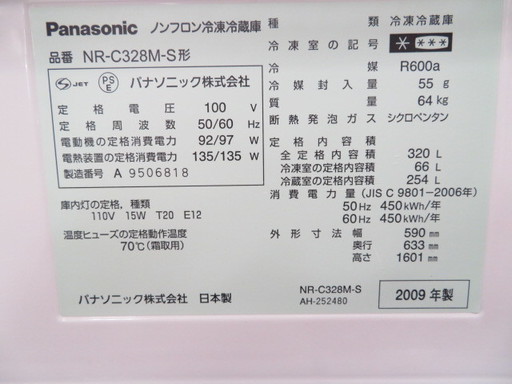 Panasonic ノンフロン冷凍冷蔵庫
品番 NR-C328M-S形
S JET PS E パナソニック株式会社
定格電圧 100 V
定格周波数 50/60 Hz
電動機の定格消費電力 92/97 W
電熱装置の定格消費電力 135/135 W
製造番号 A 9506818
庫内灯の定格、種類
110V 15W T20 E12
温度ヒューズの定格動作温度
70℃(霜取用)
パナソニック株式会社 日本製
種類 冷凍冷蔵庫
冷凍室の記号 * ***
冷媒 R600a
冷媒封入量 55 g
質量 64 kg
断熱発泡ガス シクロペンタン
定格内容積
全定格内容積 320 L
冷凍室の定格内容積 66 L
冷蔵室の定格内容積 254 L
消費電力量(JIS C 9801-2006年)
50 Hz 450 kWh/年
60 Hz 450 kWh/年
外形寸法 幅 590 mm
奥行 633 mm
高さ 1601 mm
NR-C328M-S
AH-252480
2009 年製